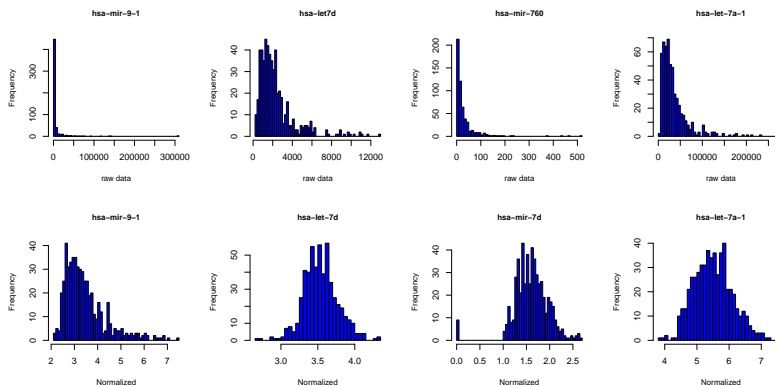 hsa-mir-9-1
hsa-let7d
hsa-mir-760
hsa-let-7a-1
Frequency
0 100 300
0 100000 200000 300000
raw data
Frequency
0 10 20 30 40
0 4000 8000 12000
raw data
Frequency
0 50 100 150 200
0 100 200 300 400 500
raw data
Frequency
0 20 40 60
0 100000 200000
raw data
hsa-mir-9-1
hsa-let-7d
hsa-mir-7d
hsa-let-7a-1
Frequency
0 10 20 30 40
2 3 4 5 6 7
Normalized
Frequency
0 10 20 30 40 50
3.0 3.5 4.0
Normalized
Frequency
0 10 20 30 40
0.0 0.5 1.0 1.5 2.0 2.5
Normalized
Frequency
0 10 20 30 40
4 5 6 7
Normalized